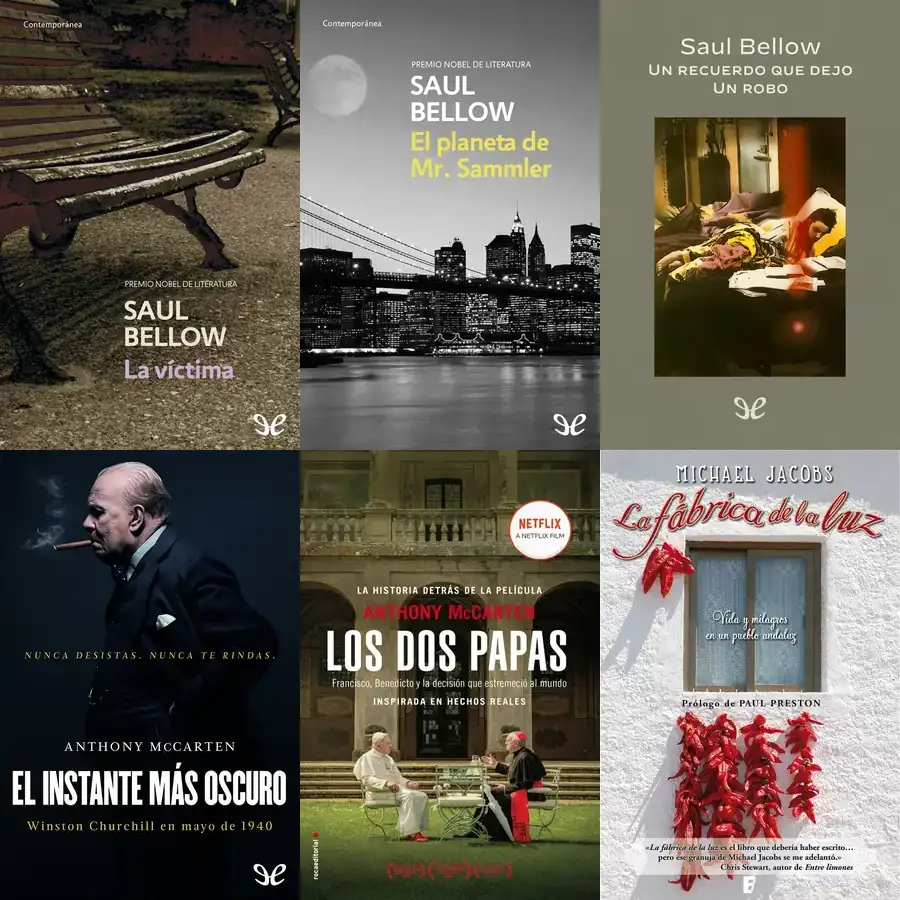 Contemporánea
PREMIO NOBEL DE LITERATURA
SAUL
BELLOW
La víctima
Contemporánea
PREMIO NOBEL DE LITERATURA
SAUL
BELLOW
El planeta de
Mr. Sammler
Saul Bellow
UN RECUERDO QUE DEJO
UN ROBO
NUNCA DESISTAS. NUNCA TE RINDAS.
ANTHONY MCCARTEN
EL INSTANTE MÁS OSCURO
Winston Churchill en mayo de 1940
NETFLIX
A NETFLIX FILM
LA HISTORIA DETRÁS DE LA PELÍCULA
ANTHONY McCARTEN
LOS DOS PAPAS
Francisco, Benedicto y la decisión que estremeció al mundo
INSPIRADA EN HECHOS REALES
rocaeditorial
MICHAEL JACOBS
La fábrica de la luz
Vida y milagros
en un pueblo andaluz
Prólogo de PAUL PRESTON
«La fábrica de la luz es el libro que debería haber escrito...
pero ese granuja de Michael Jacobs se me adelantó.»
Chris Stewart, autor de Entre limones
B